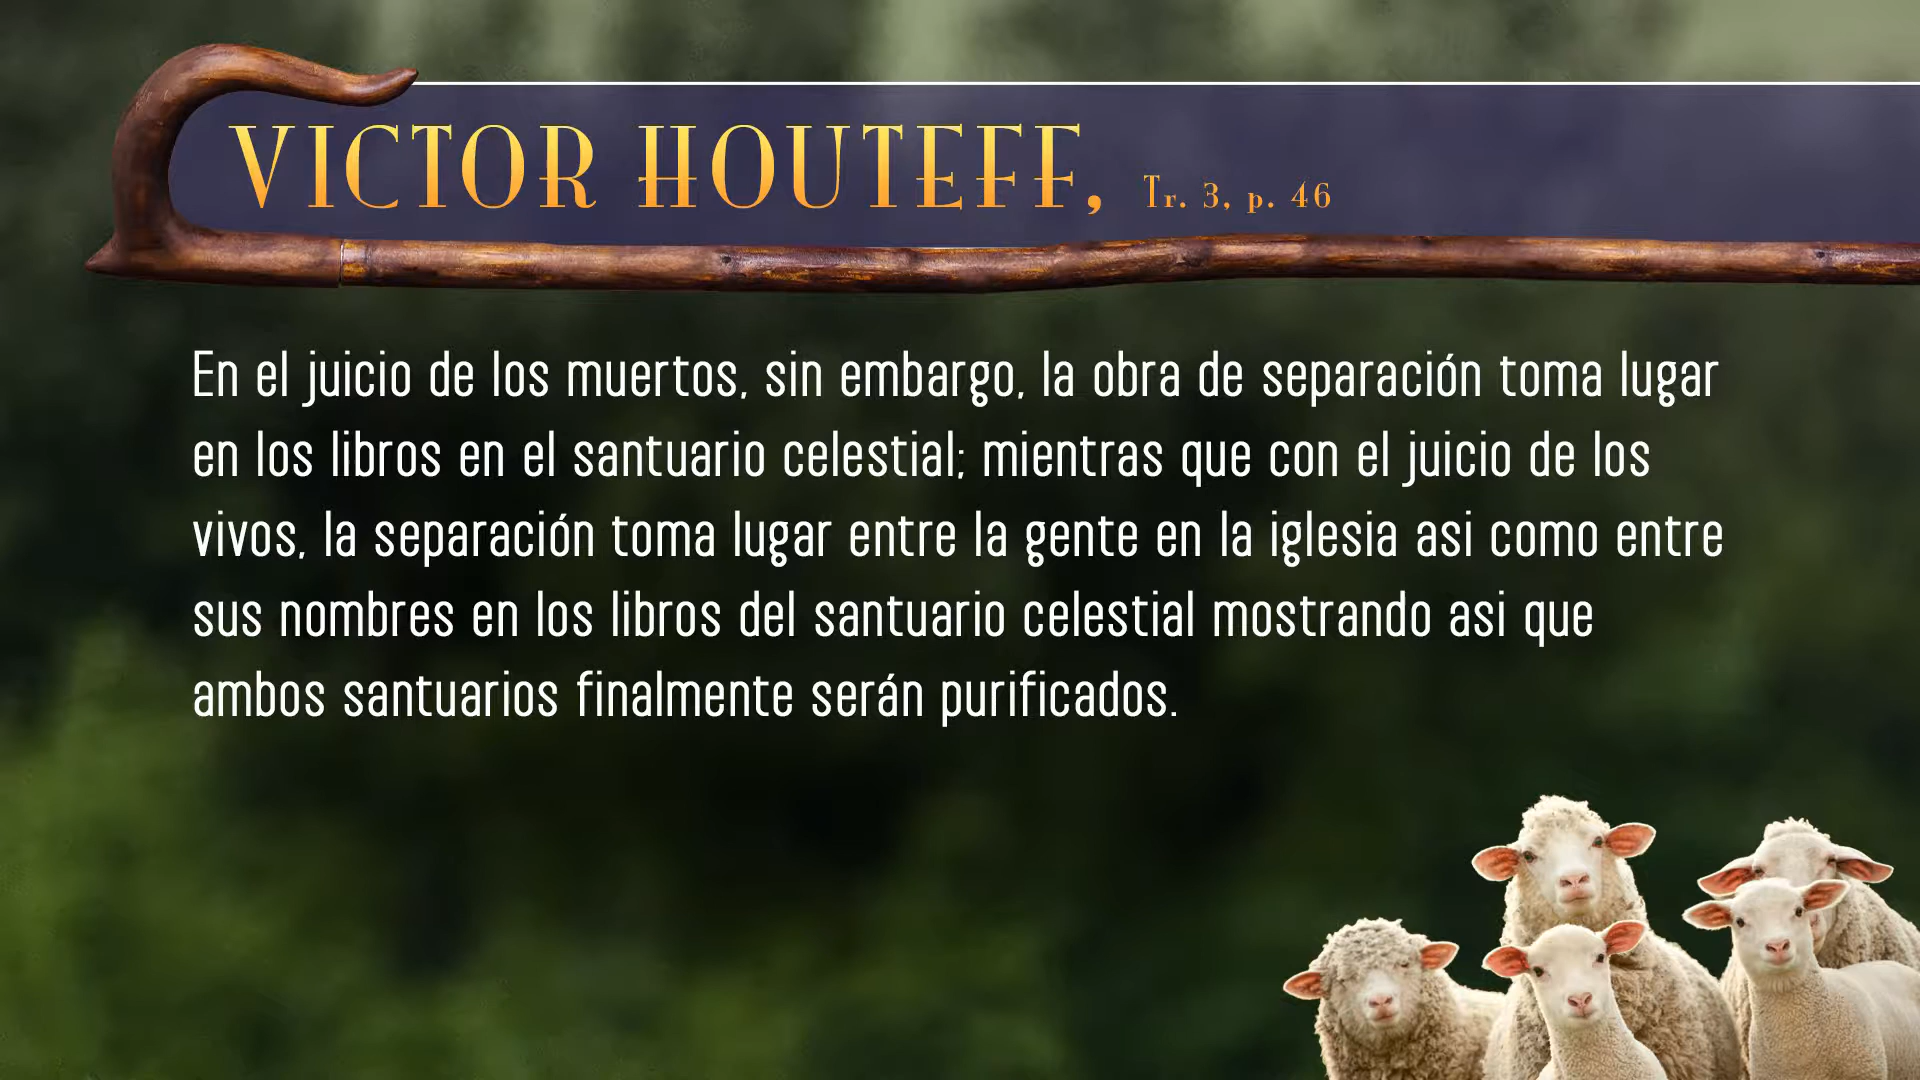 VICTOR HOUTEFF, Tr. 3, p. 46
En el juicio de los muertos, sin embargo, la obra de separación toma lugar
en los libros en el santuario celestial; mientras que con el juicio de los
vivos, la separación toma lugar entre la gente en la iglesia asi como entre
sus nombres en los libros del santuario celestial mostrando asi que
ambos santuarios finalmente serán purificados.